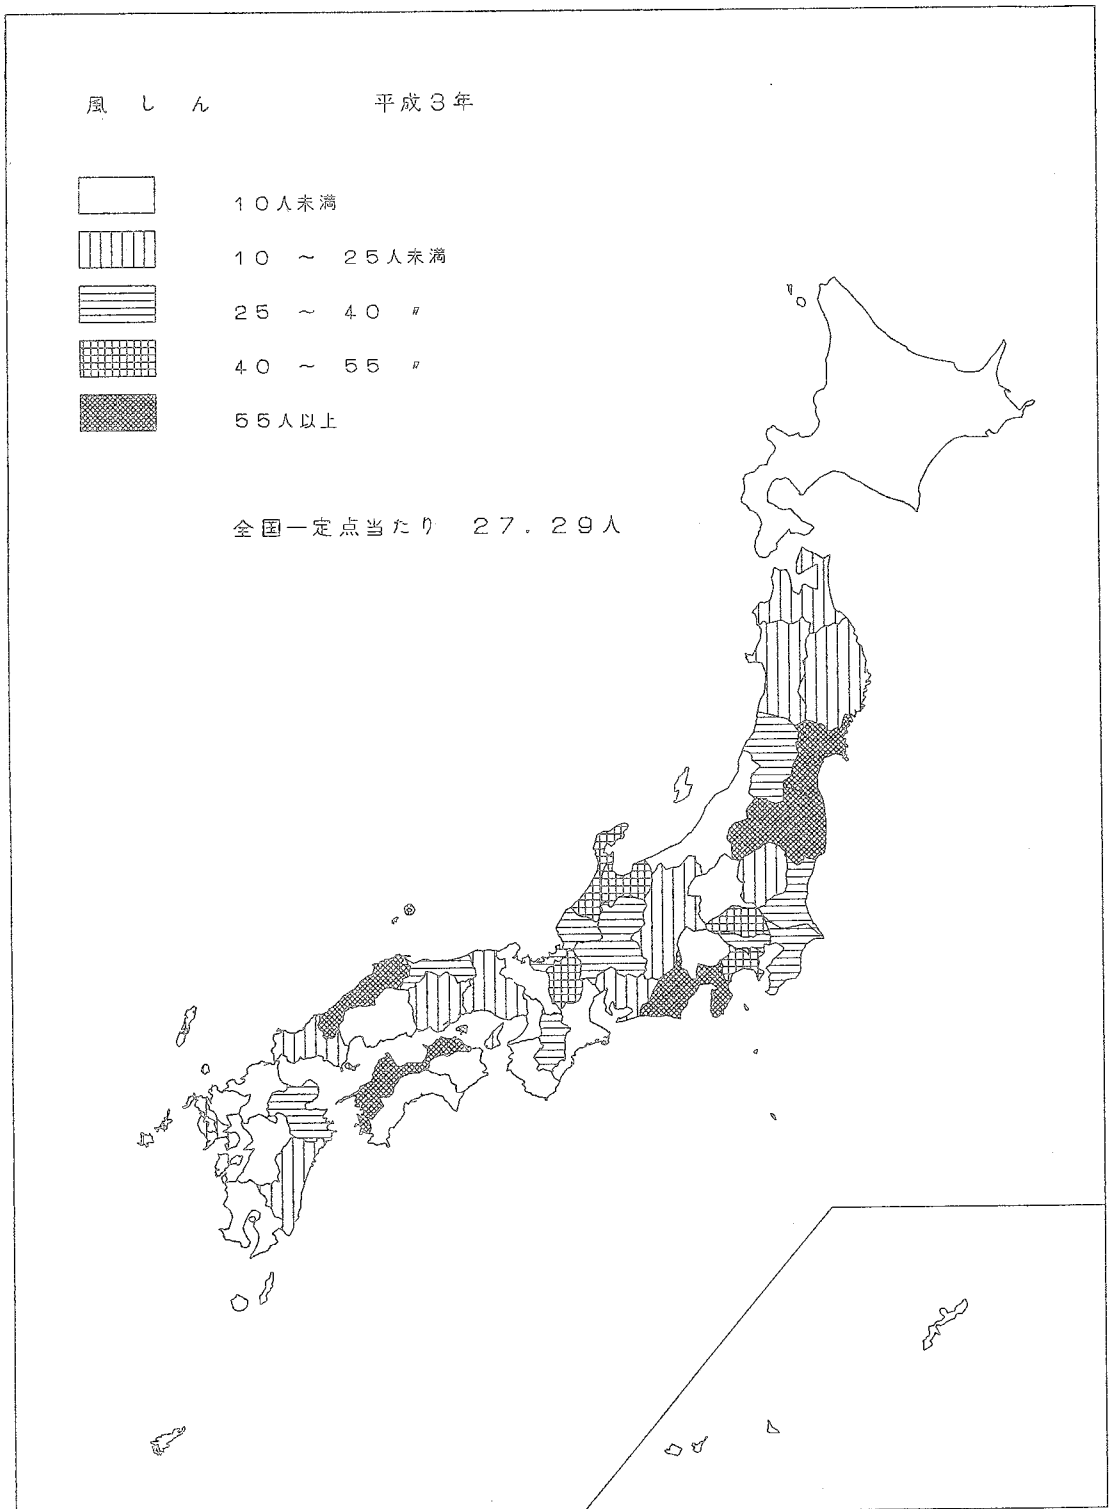 風しん 平成3年
10人未満
10 ～ 25人未満
25 ～ 40 〃
40 ～ 55 〃
55人以上
全国一定点当たり 27.29人